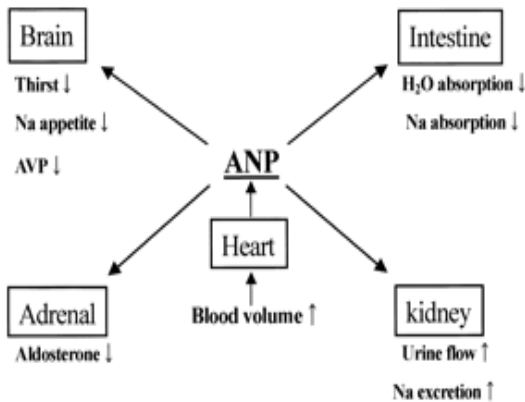 Brain
Thirst ↓
Na appetite ↓
AVP ↓
Intestine
H₂O absorption ↓
Na absorption ↓
ANP
Heart
Blood volume ↑
Adrenal
Aldosterone ↓
kidney
Urine flow ↑
Na excretion ↑